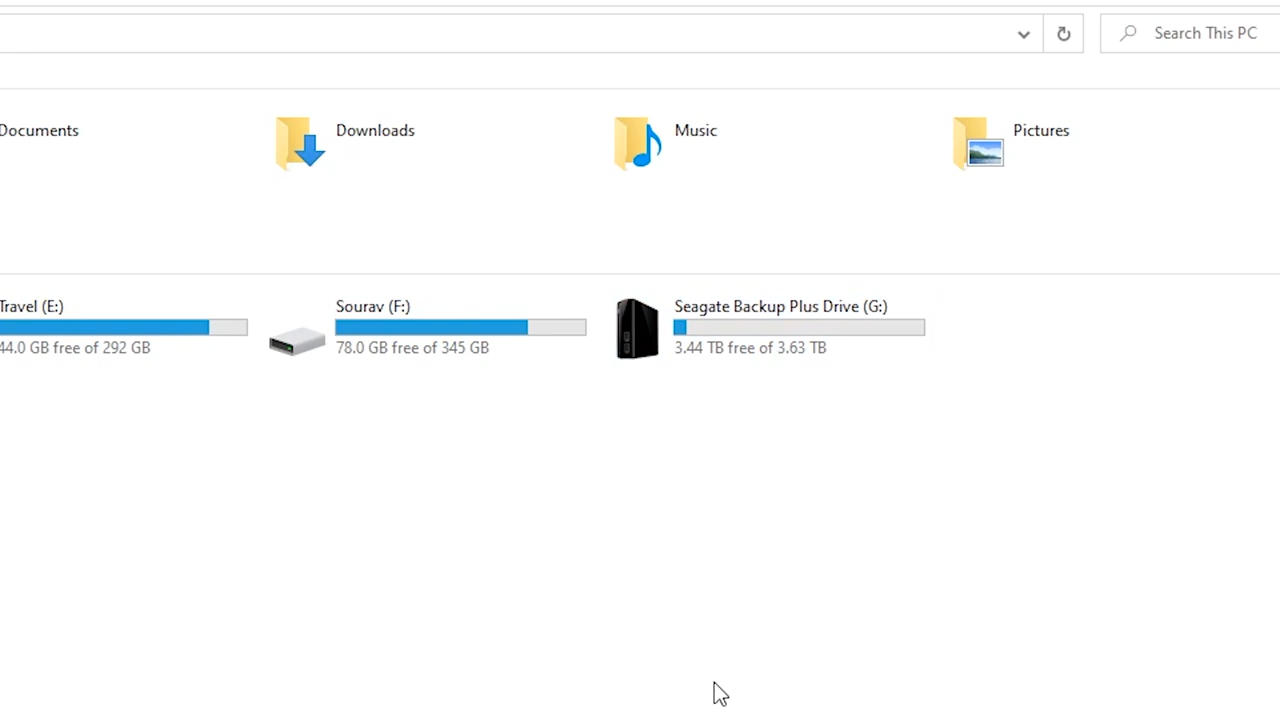 Search This PC
Documents
Downloads
Music
Pictures
Travel (E:)
44.0 GB free of 292 GB
Sourav (F:)
78.0 GB free of 345 GB
Seagate Backup Plus Drive (G:)
3.44 TB free of 3.63 TB